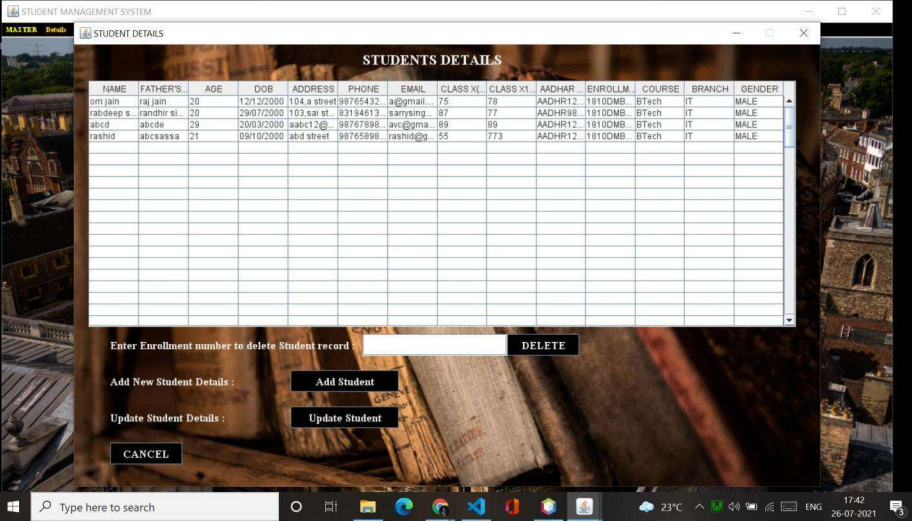 STUDENT MANAGEMENT SYSTEM
MASTER Details
STUDENT DETAILS
STUDENTS DETAILS
NAME FATHER'S... AGE DOB ADDRESS PHONE EMAIL CLASS X(... CLASS X1... AADHAR ... ENROLLM... COURSE BRANCH GENDER
om jain raj jain 20 12/12/2000 104,a street 98765432... a@gmail.... 75 78 AADHR12... 1810DMB... BTech IT MALE
rabdeep s... randhir si... 20 29/07/2000 103,sai st... 83194613... sarrysing... 87 77 AADHR98... 1810DMB... BTech IT MALE
abcd abcde 29 20/03/2000 aabc12@... 98767898... avc@gma... 89 89 AADHR12... 1810DMB... BTech IT MALE
rashid abcsassa 21 09/10/2000 abd street 98765898... rashid@g... 55 773 AADHR12... 1810DMB... BTech IT MALE
Enter Enrollment number to delete Student record : DELETE
Add New Student Details : Add Student
Update Student Details : Update Student
CANCEL
Type here to search
23°C ENG 17:42
26-07-2021
3